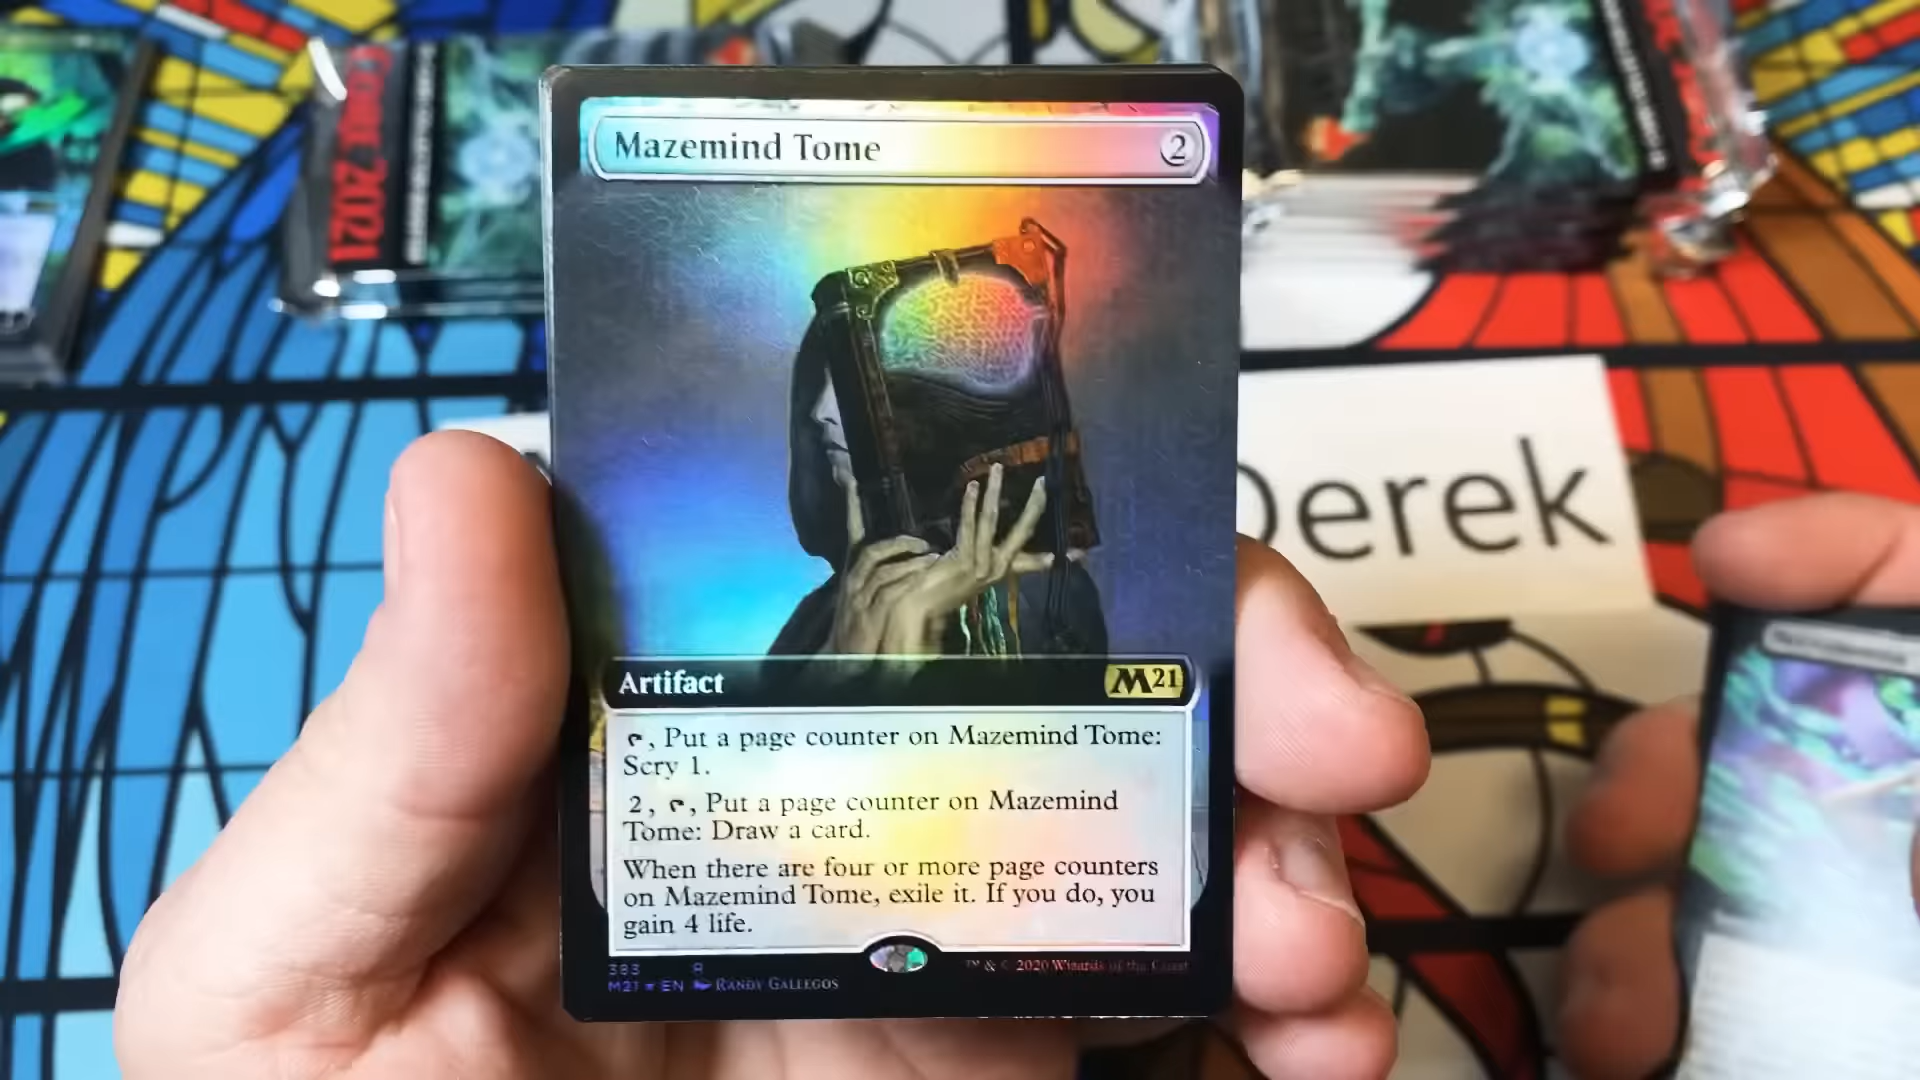 CORE 2021
Mazemind Tome 2
Derek
Artifact M21
, Put a page counter on Mazemind Tome:
Scry 1.
2, , Put a page counter on Mazemind
Tome: Draw a card.
When there are four or more page counters
on Mazemind Tome, exile it. If you do, you
gain 4 life.
383 R
M21 ★ EN RANDY GALLEGOS
™ & © 2020 Wizards of the Coast